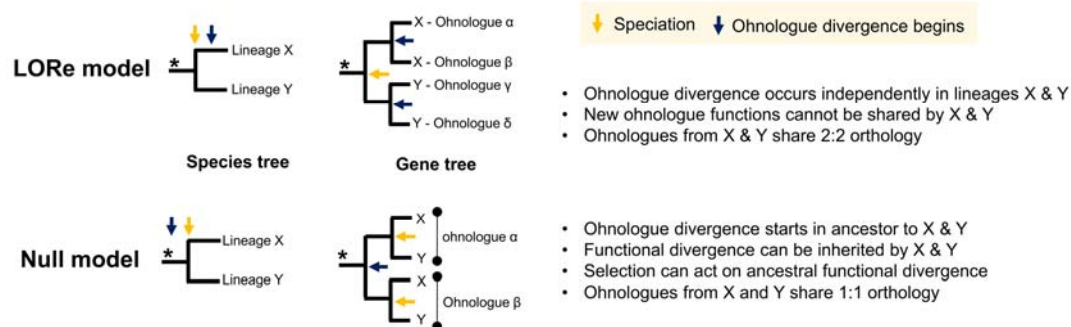 Speciation
Ohnologue divergence begins
LORe model
*
Lineage X
Lineage Y
*
X - Ohnologue α
X - Ohnologue β
Y - Ohnologue γ
Y - Ohnologue δ
• Ohnologue divergence occurs independently in lineages X & Y
• New ohnologue functions cannot be shared by X & Y
• Ohnologues from X & Y share 2:2 orthology
Species tree
Gene tree
Null model
*
Lineage X
Lineage Y
*
X
Y
ohnologue α
X
Y
Ohnologue β
• Ohnologue divergence starts in ancestor to X & Y
• Functional divergence can be inherited by X & Y
• Selection can act on ancestral functional divergence
• Ohnologues from X and Y share 1:1 orthology